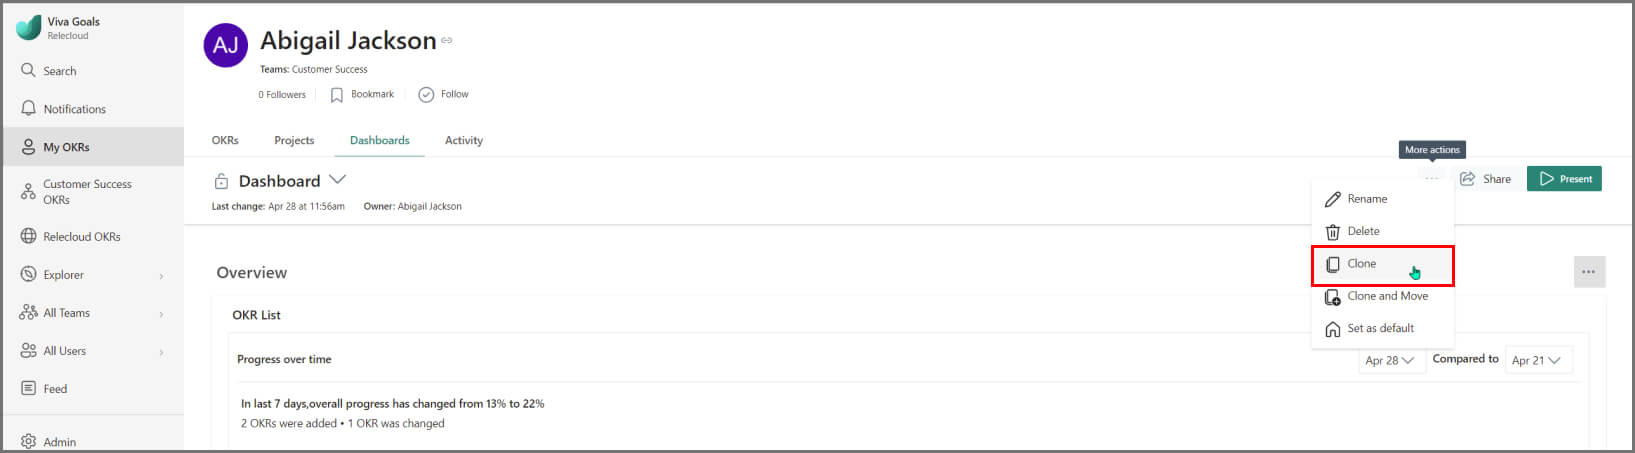 Viva Goals
Relecloud
Search
Notifications
My OKRs
Customer Success
OKRs
Relecloud OKRs
Explorer
All Teams
All Users
Feed
Admin
AJ
Abigail Jackson
Teams: Customer Success
0 Followers
Bookmark
Follow
OKRs
Projects
Dashboards
Activity
More actions
Dashboard
Share
Present
Last change: Apr 28 at 11:56am
Owner: Abigail Jackson
Rename
Delete
Clone
Clone and Move
Set as default
Overview
OKR List
Progress over time
Apr 28
Compared to
Apr 21
In last 7 days,overall progress has changed from 13% to 22%
2 OKRs were added • 1 OKR was changed